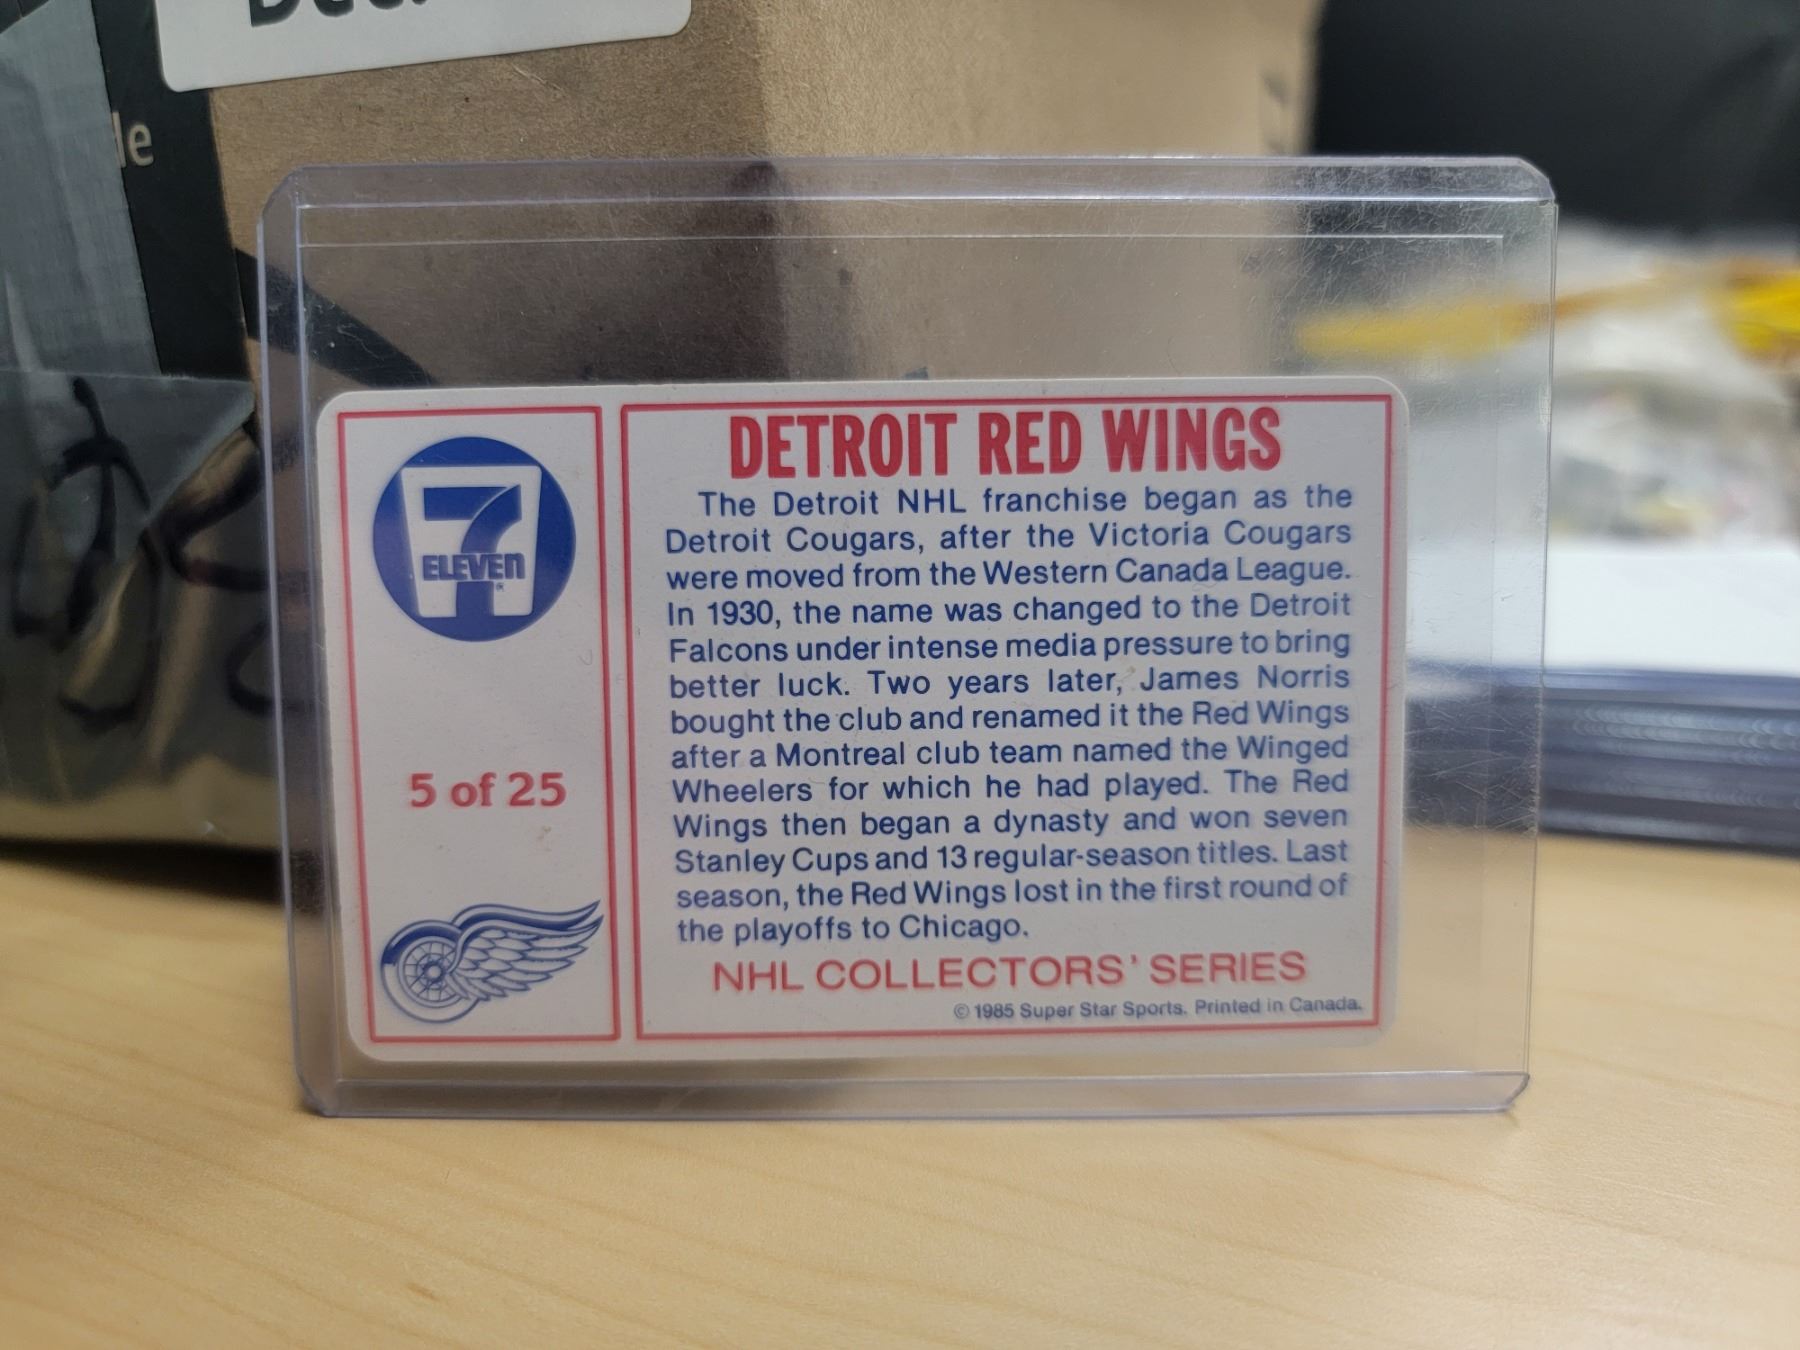 le
7
ELEVEn
®
5 of 25
DETROIT RED WINGS
The Detroit NHL franchise began as the
Detroit Cougars, after the Victoria Cougars
were moved from the Western Canada League.
In 1930, the name was changed to the Detroit
Falcons under intense media pressure to bring
better luck. Two years later, James Norris
bought the club and renamed it the Red Wings
after a Montreal club team named the Winged
Wheelers for which he had played. The Red
Wings then began a dynasty and won seven
Stanley Cups and 13 regular-season titles. Last
season, the Red Wings lost in the first round of
the playoffs to Chicago.
NHL COLLECTORS' SERIES
© 1985 Super Star Sports. Printed in Canada.